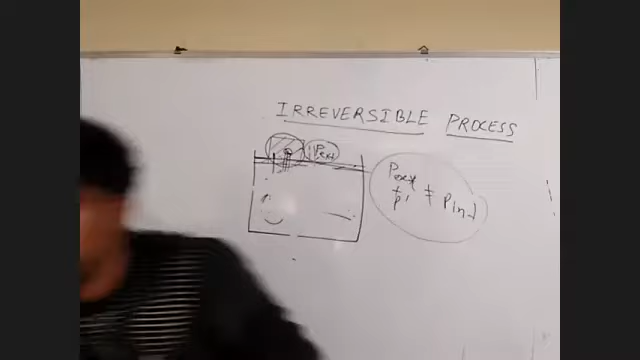 IRREVERSIBLE PROCESS
Pext
Pext ≠ Pint
+
P'